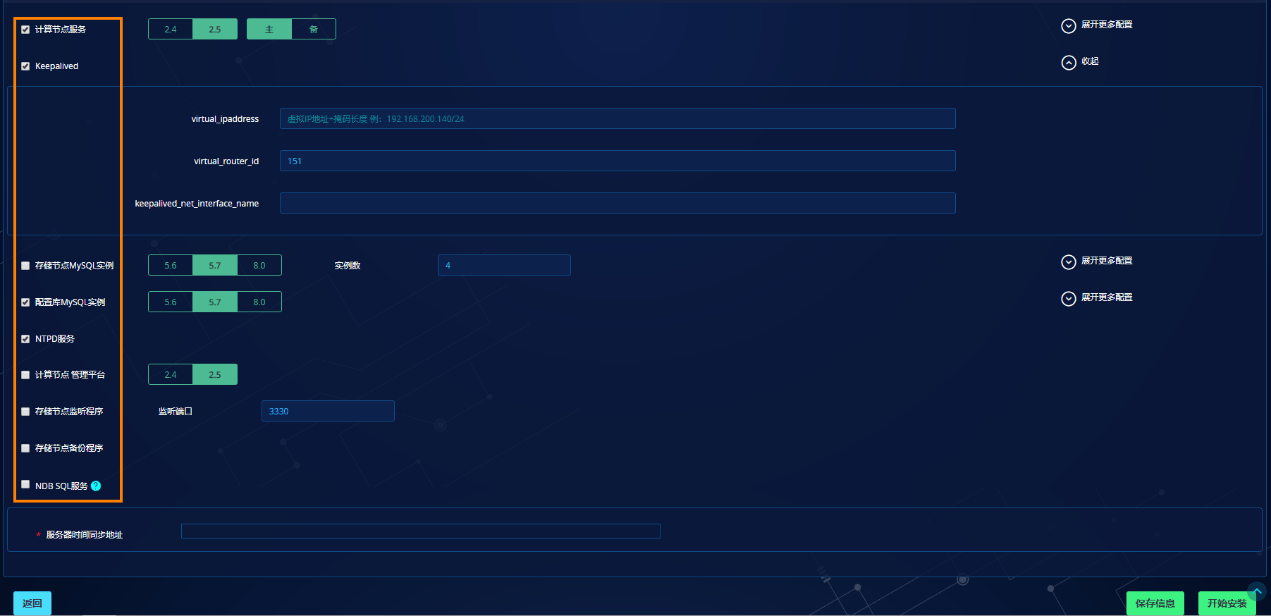 计算节点服务 2.4 2.5 主 备 展开更多配置
Keepalived 收起
virtual_ipaddress 虚拟IP地址+掩码长度 例：192.168.200.140/24
virtual_router_id 151
keepalived_net_interface_name
存储节点MySQL实例 5.6 5.7 8.0 实例数 4 展开更多配置
配置库MySQL实例 5.6 5.7 8.0 展开更多配置
NTPD服务
计算节点 管理平台 2.4 2.5
存储节点监听程序 监听端口 3330
存储节点备份程序
NDB SQL服务 ?
* 服务器时间同步地址
返回 保存信息 开始安装